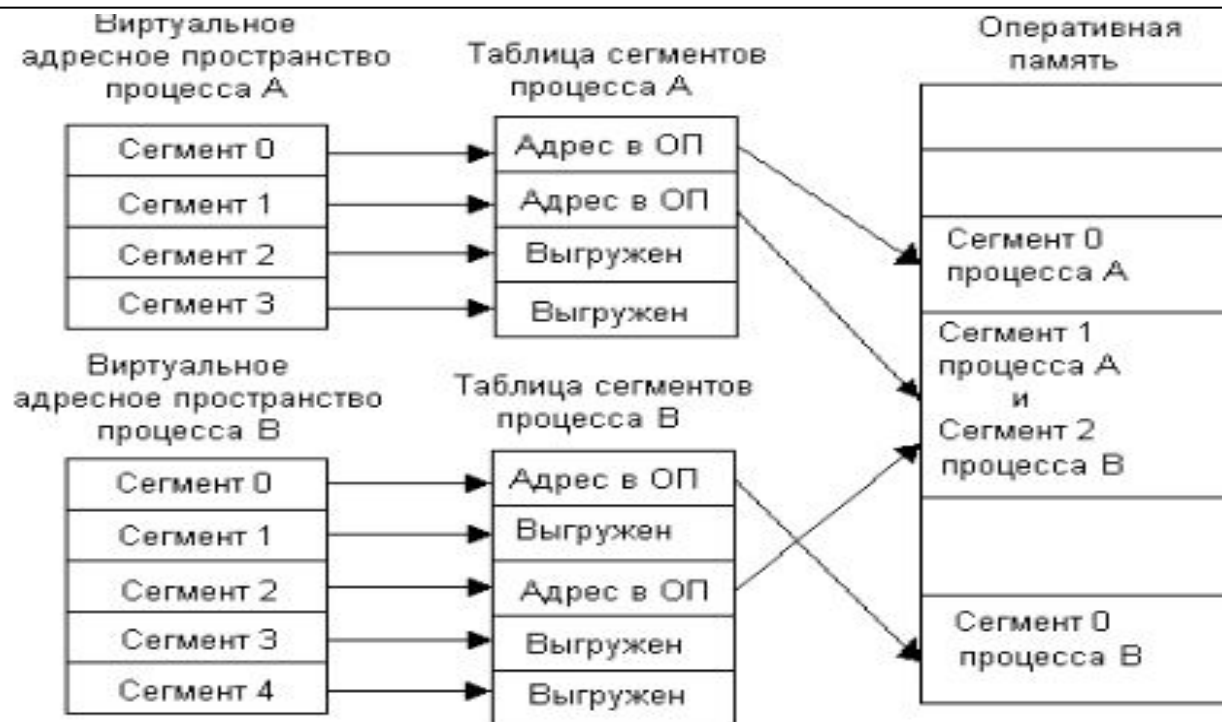 Виртуальное
адресное пространство
процесса А
Сегмент 0
Сегмент 1
Сегмент 2
Сегмент 3
Таблица сегментов
процесса А
Адрес в ОП
Адрес в ОП
Выгружен
Выгружен
Виртуальное
адресное пространство
процесса В
Сегмент 0
Сегмент 1
Сегмент 2
Сегмент 3
Сегмент 4
Таблица сегментов
процесса В
Адрес в ОП
Выгружен
Адрес в ОП
Выгружен
Выгружен
Оперативная
память
Сегмент 0
процесса А
Сегмент 1
процесса А
и
Сегмент 2
процесса В
Сегмент 0
процесса В